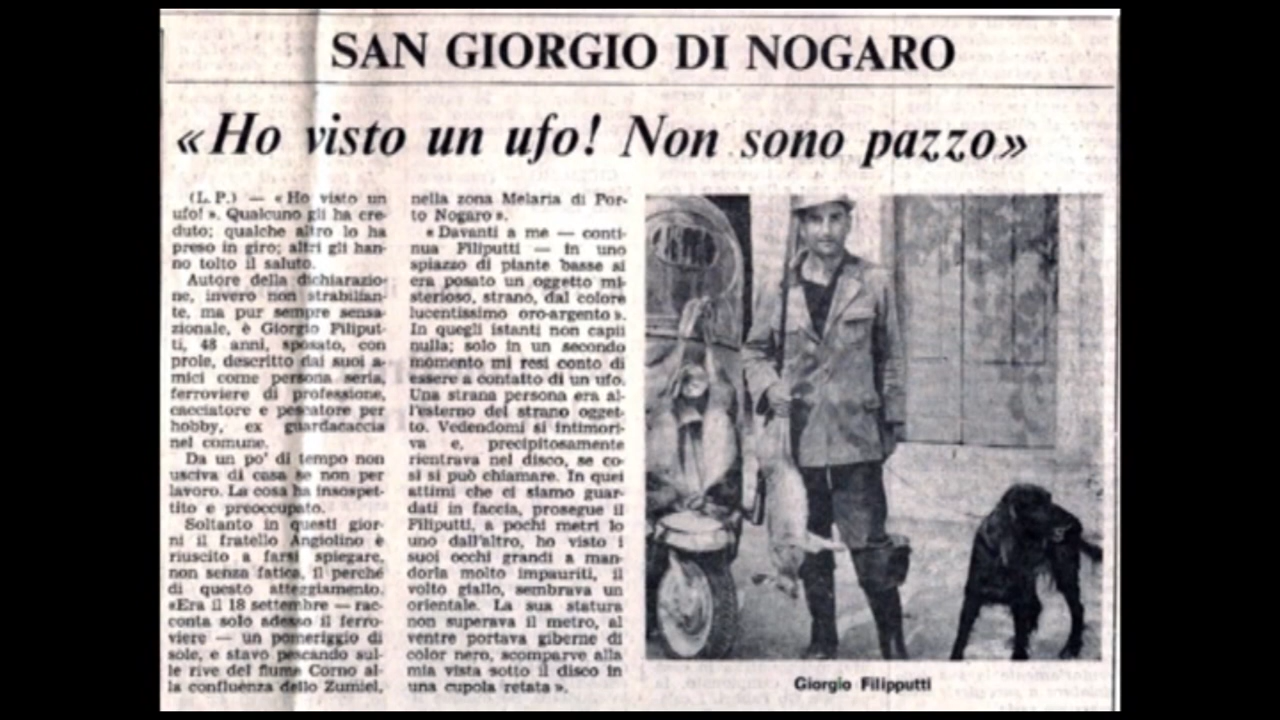 SAN GIORGIO DI NOGARO
«Ho visto un ufo! Non sono pazzo»
(L. P.) — «Ho visto un
ufo! ». Qualcuno gli ha cre-
duto; qualche altro lo ha
preso in giro; altri gli han-
no tolto il saluto.
Autore della dichiarazio-
ne, invero non strabilian-
te, ma pur sempre sensa-
zionale, è Giorgio Filiput-
ti, 48 anni, sposato, con
prole, descritto dai suoi a-
mici come persona seria,
ferroviere di professione,
cacciatore e pescatore per
hobby, ex guardacaccia
nel comune.
Da un po' di tempo non
usciva di casa se non per
lavoro. La cosa ha insospet-
tito e preoccupato.
Soltanto in questi gior-
ni il fratello Angiolino è
riuscito a farsi spiegare,
non senza fatica, il perché
di questo atteggiamento.
«Era il 18 settembre — rac-
conta solo adesso il ferro-
viere — un pomeriggio di
sole, e stavo pescando sul-
le rive del fiume Corno al-
la confluenza dello Zumiel,
nella zona Melaria di Por-
to Nogaro ».
« Davanti a me — conti-
nua Filiputti — in uno
spiazzo di piante basse si
era posato un oggetto mi-
sterioso, strano, dal colore
lucentissimo oro-argento ».
In quegli istanti non capii
nulla; solo in un secondo
momento mi resi conto di
essere a contatto di un ufo.
Una strana persona era al-
l'esterno del strano ogget-
to. Vedendomi si intimori-
va e, precipitosamente
rientrava nel disco, se co-
sì si può chiamare. In quei
attimi che ci siamo guar-
dati in faccia, prosegue il
Filiputti, a pochi metri lo
uno dall'altro, ho visto i
suoi occhi grandi a man-
dorla molto impauriti, il
volto giallo, sembrava un
orientale. La sua statura
non superava il metro, al
ventre portava giberne di
color nero, scomparve alla
mia vista sotto il disco in
una cupola retata ».
Giorgio Filipputti